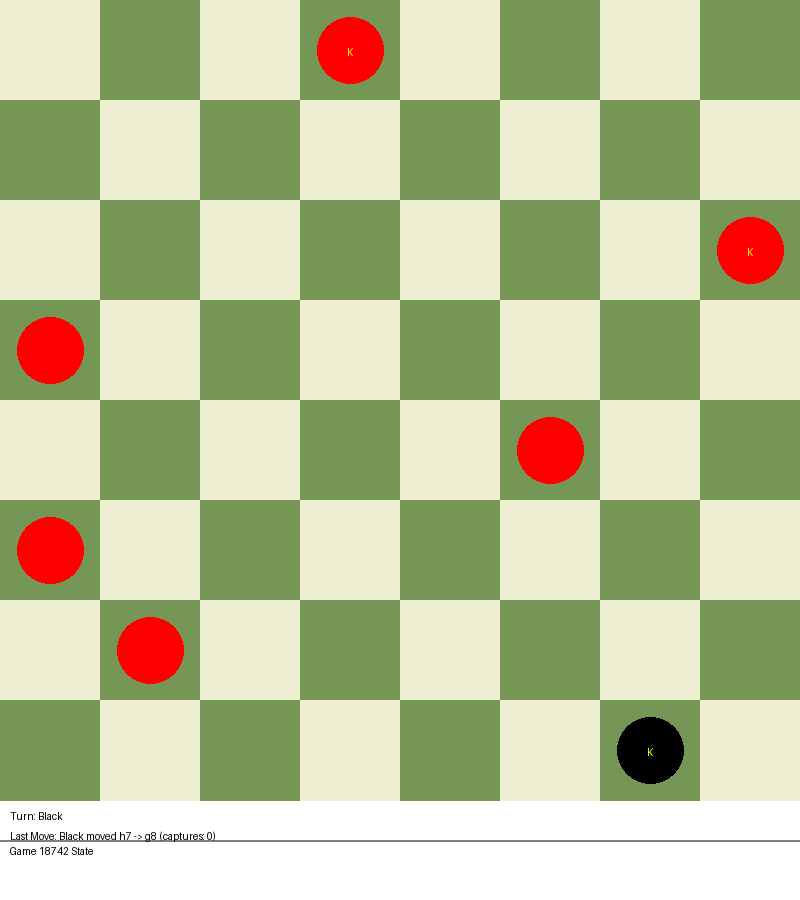 K
K
K
Turn: Black
Last Move: Black moved h7 -> g8 (captures: 0)
Game 18742 State